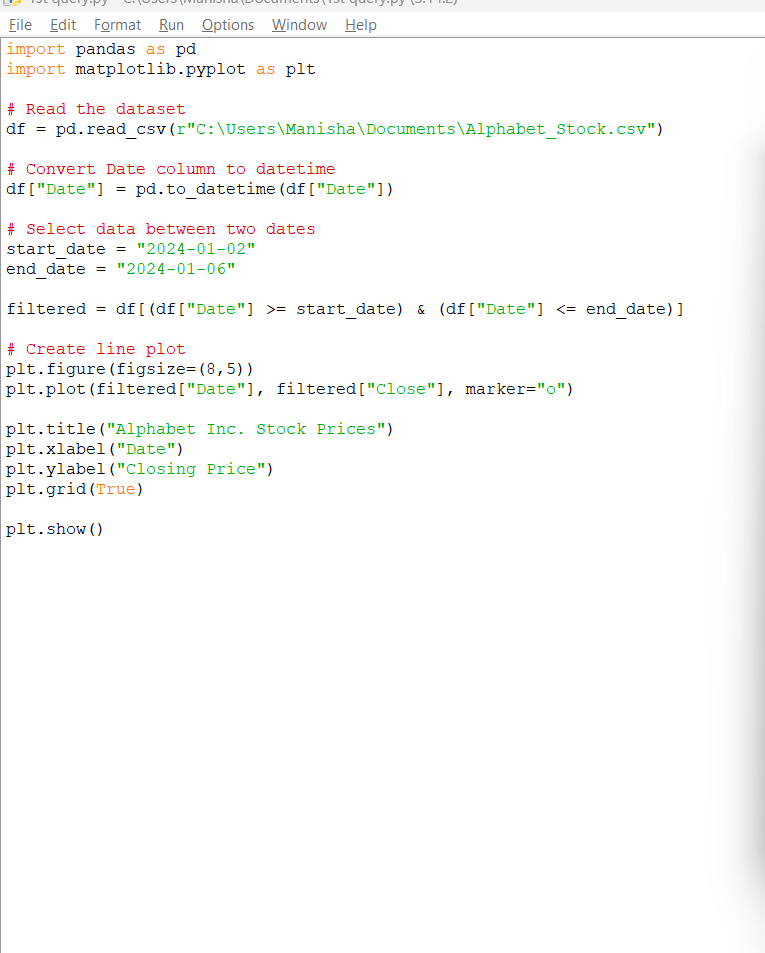 1st query.py - C:\Users\Manisha\Documents\1st query.py (3.14.2)
File Edit Format Run Options Window Help
import pandas as pd
import matplotlib.pyplot as plt
# Read the dataset
df = pd.read_csv(r"C:\Users\Manisha\Documents\Alphabet_Stock.csv")
# Convert Date column to datetime
df["Date"] = pd.to_datetime(df["Date"])
# Select data between two dates
start_date = "2024-01-02"
end_date = "2024-01-06"
filtered = df[(df["Date"] >= start_date) & (df["Date"] <= end_date)]
# Create line plot
plt.figure(figsize=(8,5))
plt.plot(filtered["Date"], filtered["Close"], marker="o")
plt.title("Alphabet Inc. Stock Prices")
plt.xlabel("Date")
plt.ylabel("Closing Price")
plt.grid(True)
plt.show()